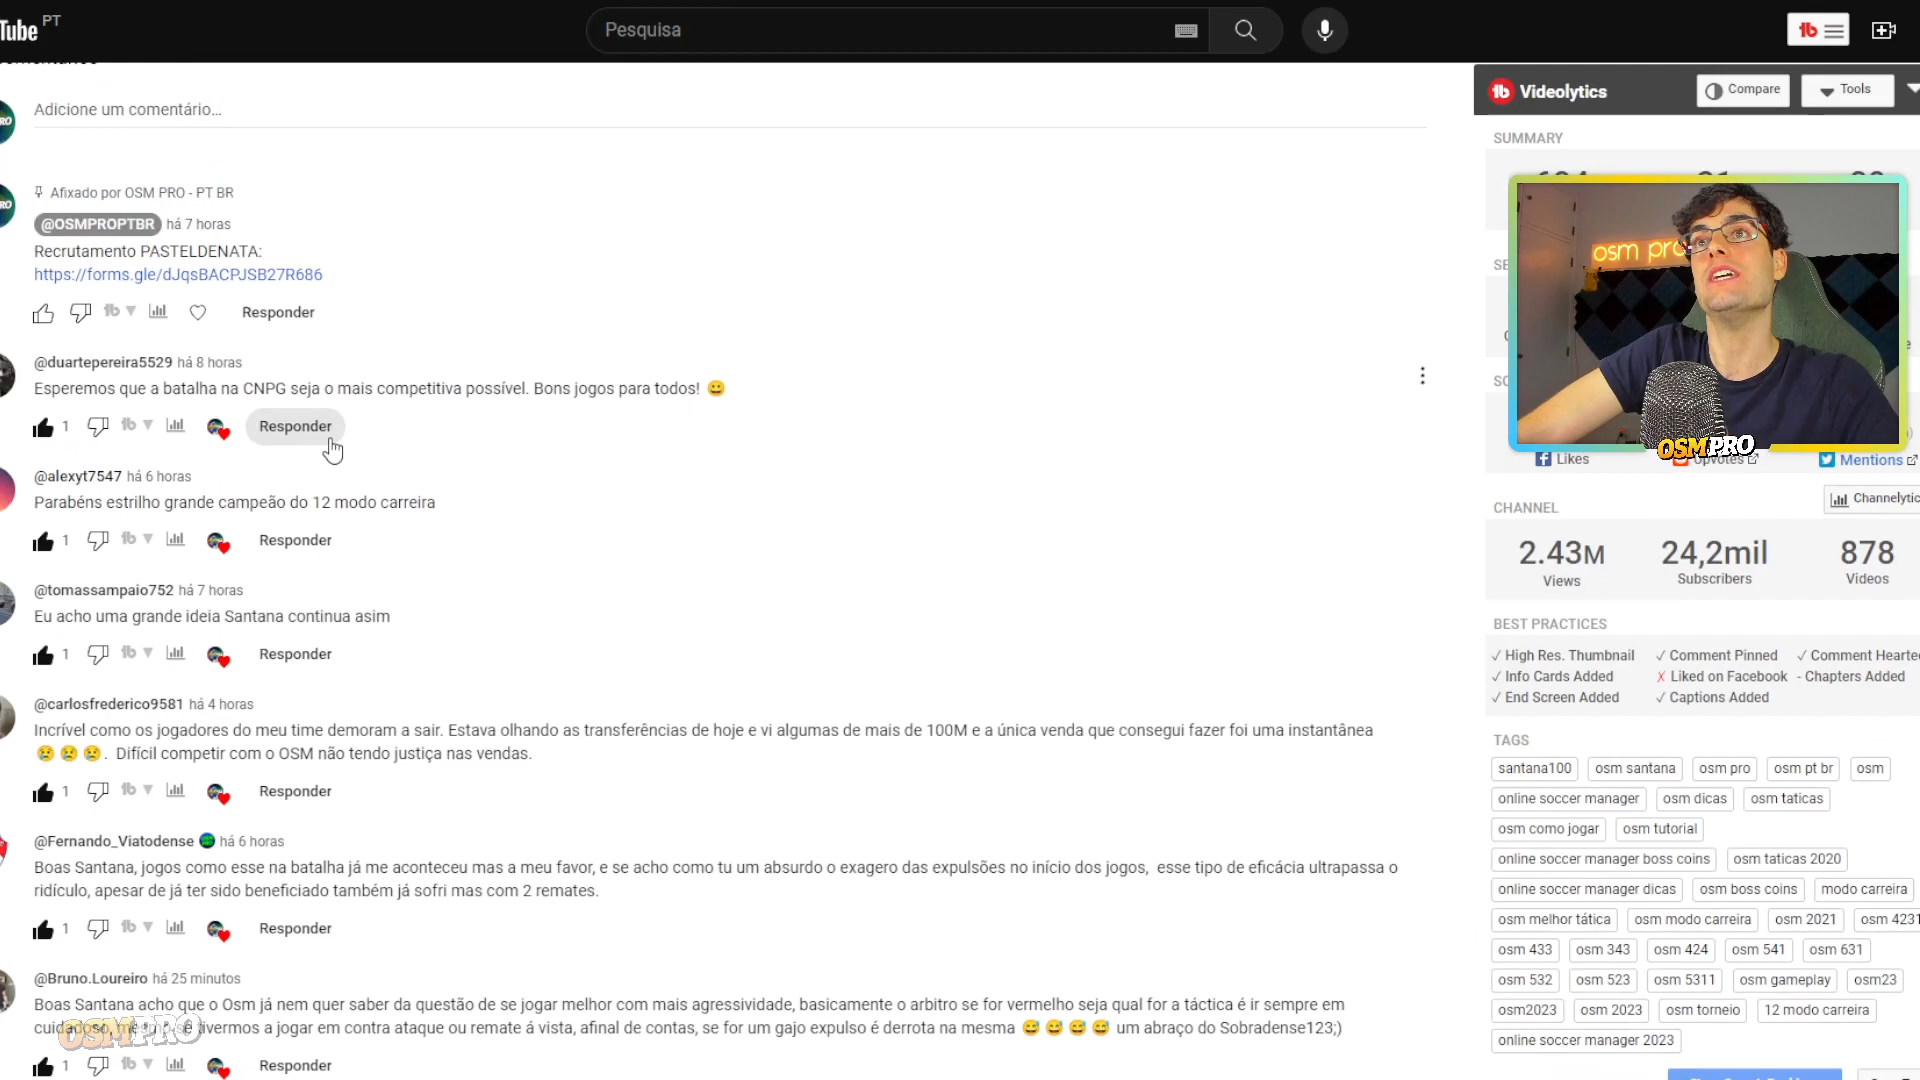 Tube PT
Pesquisa
Adicione um comentário...
Afixado por OSM PRO - PT BR
@OSMPROPTBR há 7 horas
Recrutamento PASTELDENATA:
https://forms.gle/dJqsBACPJSB27R686
Responder
@duartepereira5529 há 8 horas
Esperemos que a batalha na CNPG seja o mais competitiva possível. Bons jogos para todos! 😀
1 Responder
@alexyt7547 há 6 horas
Parabéns estrilho grande campeão do 12 modo carreira
1 Responder
@tomassampaio752 há 7 horas
Eu acho uma grande ideia Santana continua asim
1 Responder
@carlosfrederico9581 há 4 horas
Incrível como os jogadores do meu time demoram a sair. Estava olhando as transferências de hoje e vi algumas de mais de 100M e a única venda que consegui fazer foi uma instantânea
😢 😢 😢 . Difícil competir com o OSM não tendo justiça nas vendas.
1 Responder
@Fernando_Viatodense há 6 horas
Boas Santana, jogos como esse na batalha já me aconteceu mas a meu favor, e se acho como tu um absurdo o exagero das expulsões no início dos jogos, esse tipo de eficácia ultrapassa o
ridículo, apesar de já ter sido beneficiado também já sofri mas com 2 remates.
1 Responder
@Bruno.Loureiro há 25 minutos
Boas Santana acho que o Osm já nem quer saber da questão de se jogar melhor com mais agressividade, basicamente o arbitro se for vermelho seja qual for a táctica é ir sempre em
tivermos a jogar em contra ataque ou remate á vista, afinal de contas, se for um gajo expulso é derrota na mesma 😅 😅 😅 😅 um abraço do Sobradense123;)
OSMPRO
1 Responder
Videolytics Compare Tools
SUMMARY
osm pro
OSMPRO
Likes Upvotes Mentions
CHANNEL Channelytic
2.43M 24,2mil 878
Views Subscribers Videos
BEST PRACTICES
✓ High Res. Thumbnail ✓ Comment Pinned ✓ Comment Hearte
✓ Info Cards Added ✗ Liked on Facebook - Chapters Added
✓ End Screen Added ✓ Captions Added
TAGS
santana100 osm santana osm pro osm pt br osm
online soccer manager osm dicas osm taticas
osm como jogar osm tutorial
online soccer manager boss coins osm taticas 2020
online soccer manager dicas osm boss coins modo carreira
osm melhor tática osm modo carreira osm 2021 osm 4231
osm 433 osm 343 osm 424 osm 541 osm 631
osm 532 osm 523 osm 5311 osm gameplay osm23
osm2023 osm 2023 osm torneio 12 modo carreira
online soccer manager 2023